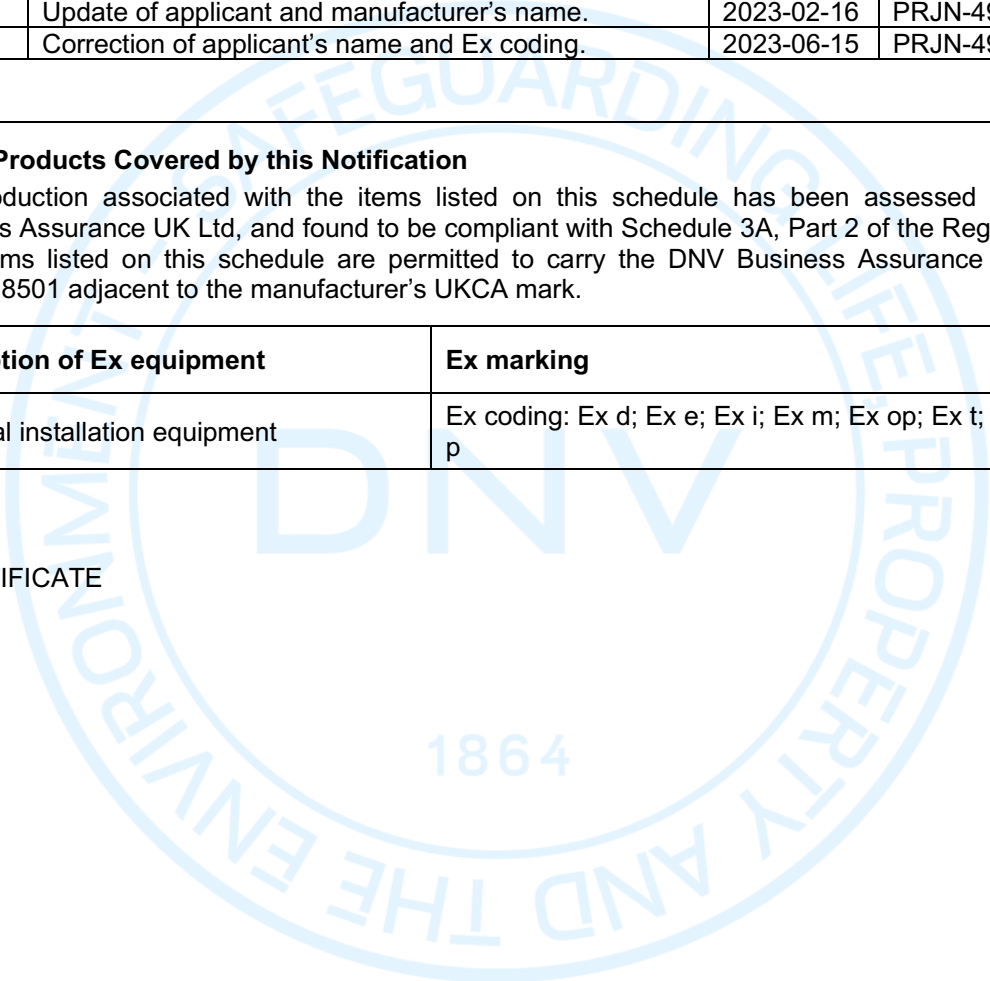 Update of applicant and manufacturer’s name. 2023-02-16 PRJN-49
Correction of applicant’s name and Ex coding. 2023-06-15 PRJN-49
Products Covered by this Notification
oduction associated with the items listed on this schedule has been assessed
s Assurance UK Ltd, and found to be compliant with Schedule 3A, Part 2 of the Reg
ms listed on this schedule are permitted to carry the DNV Business Assurance
8501 adjacent to the manufacturer’s UKCA mark.
tion of Ex equipment Ex marking
al installation equipment Ex coding: Ex d; Ex e; Ex i; Ex m; Ex op; Ex t;
p
IFICATE
SAFEGUARDING LIFE, PROPERTY AND THE ENVIRONMENT
DNV
1864